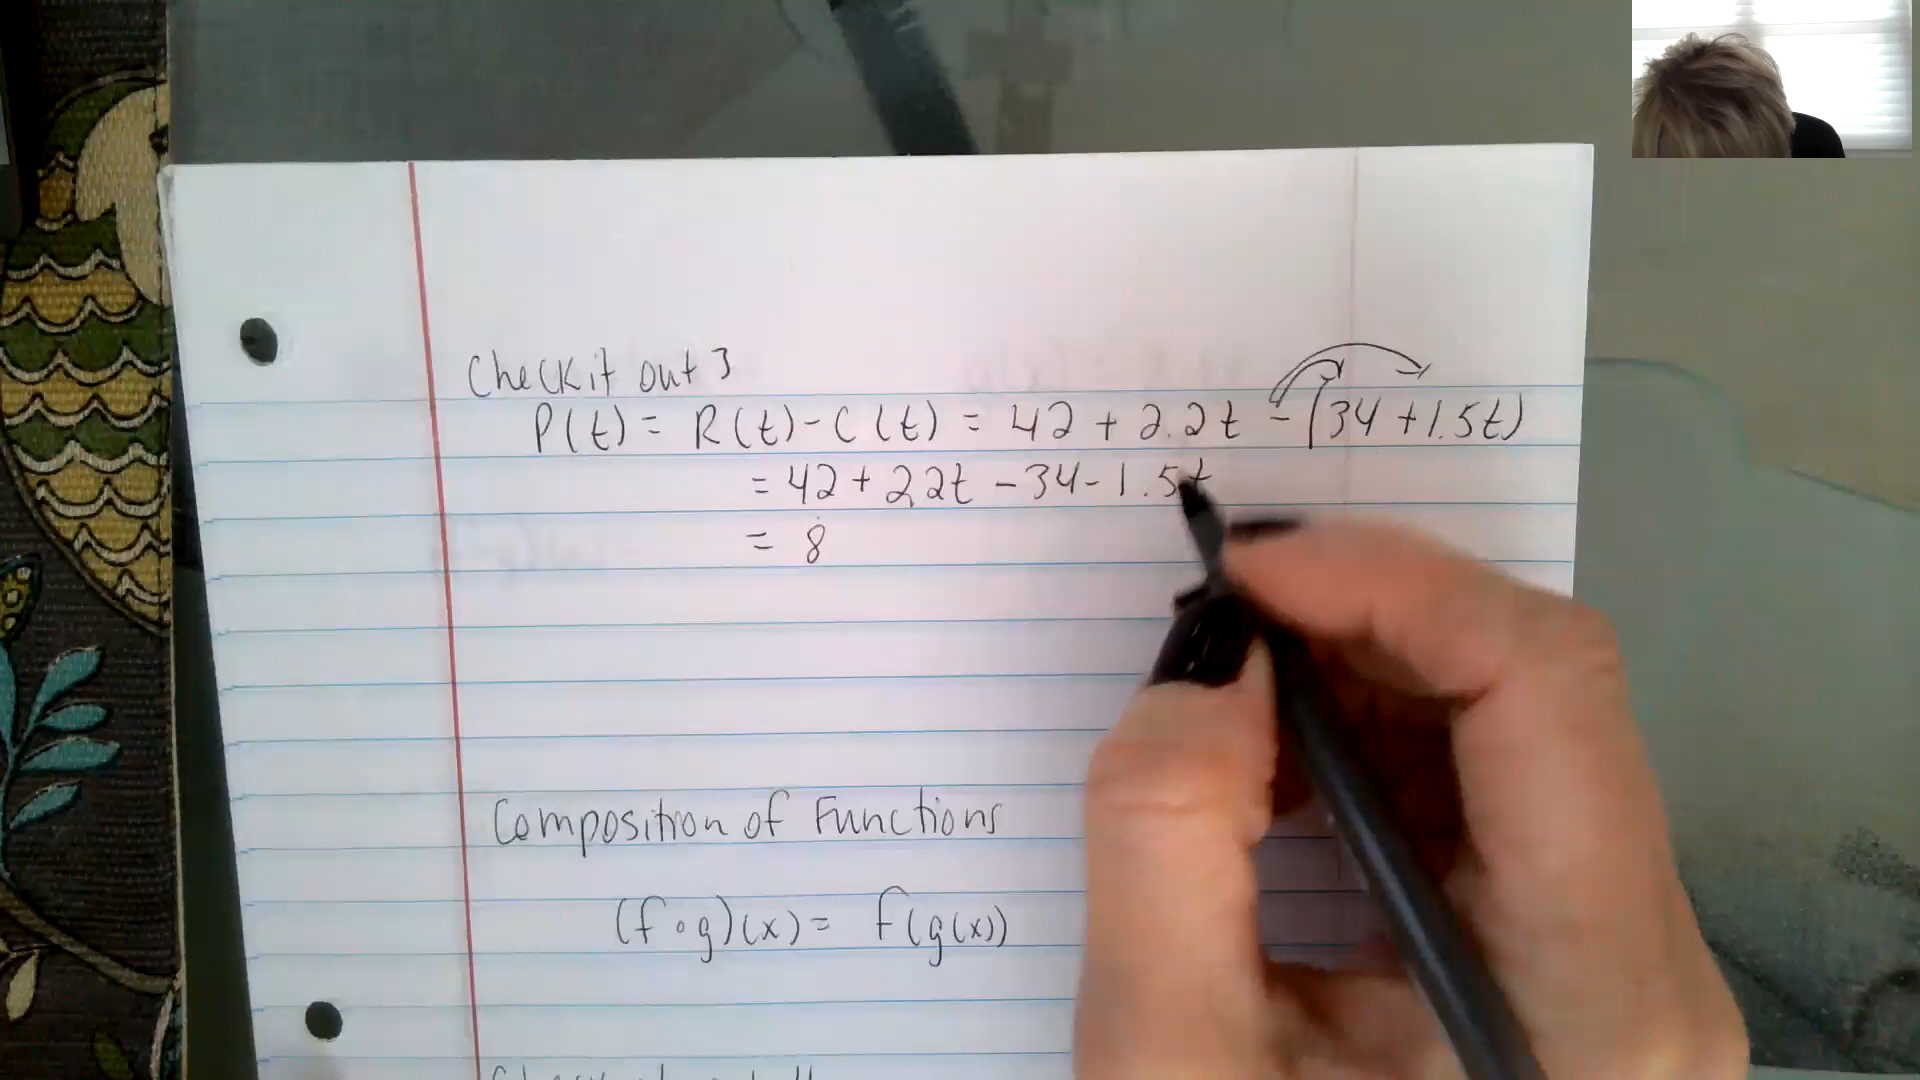 Check it out 3
P(t) = R(t) - C(t) = 42 + 2.2t - (34 + 1.5t)
= 42 + 2.2t - 34 - 1.5t
= 8
Composition of Functions
(f∘g)(x) = f(g(x))